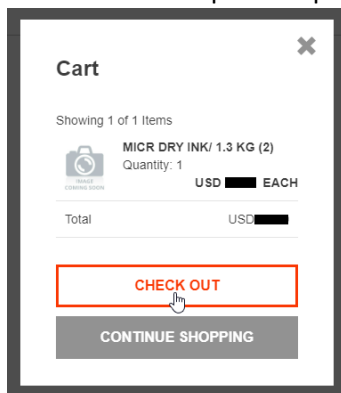 Cart
Showing 1 of 1 Items
MICR DRY INK/ 1.3 KG (2)
Quantity: 1
USD EACH
IMAGE
COMING SOON
Total USD
CHECK OUT
CONTINUE SHOPPING